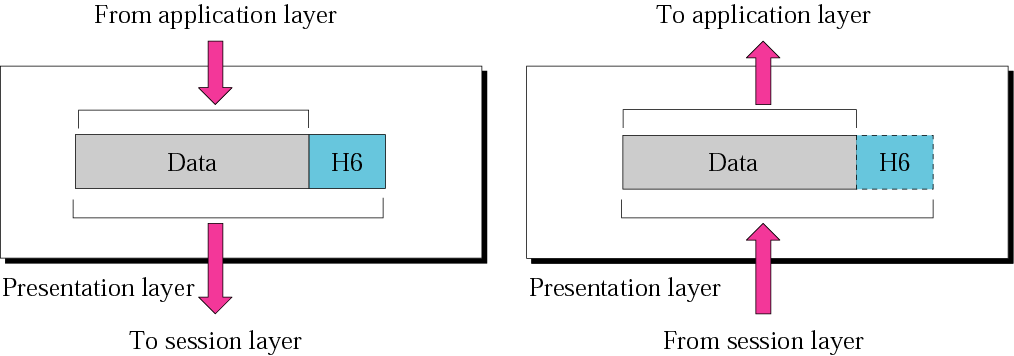 From application layer
Data H6
Presentation layer
To session layer
To application layer
Data H6
Presentation layer
From session layer